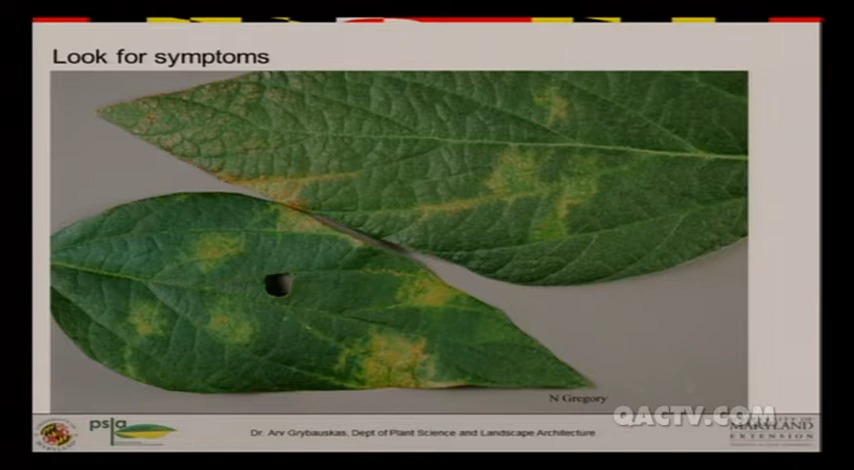 Look for symptoms
N Gregory
QACTV.COM
psla
Dr. Arv Grybauskas, Dept of Plant Science and Landscape Architecture
MARYLAND
EXTENSION